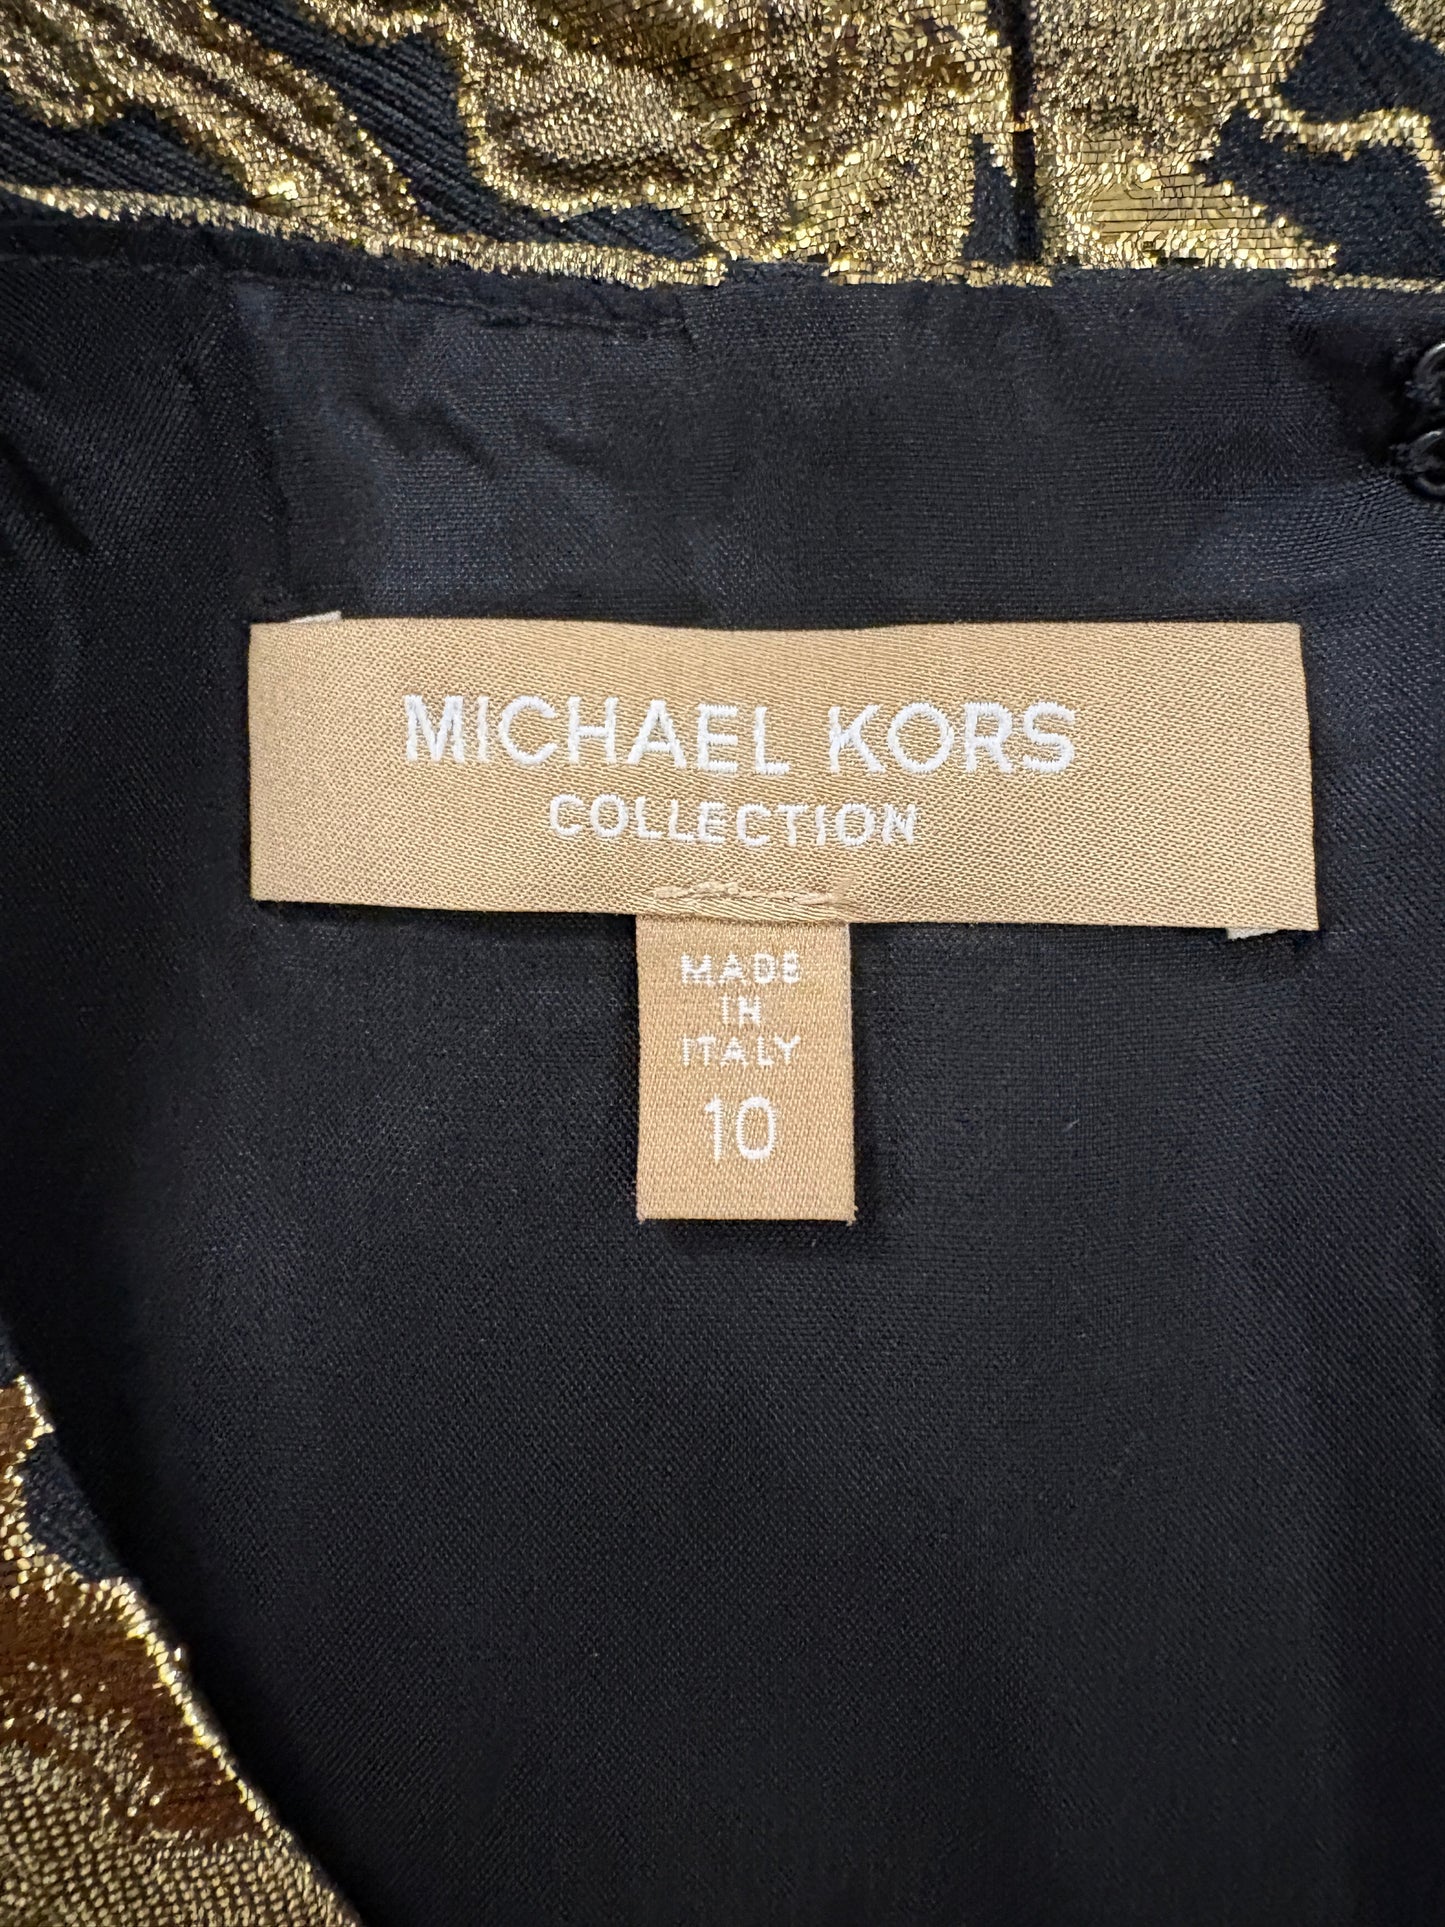 MICHAEL KORS
COLLECTION
MADE
IN
ITALY
10